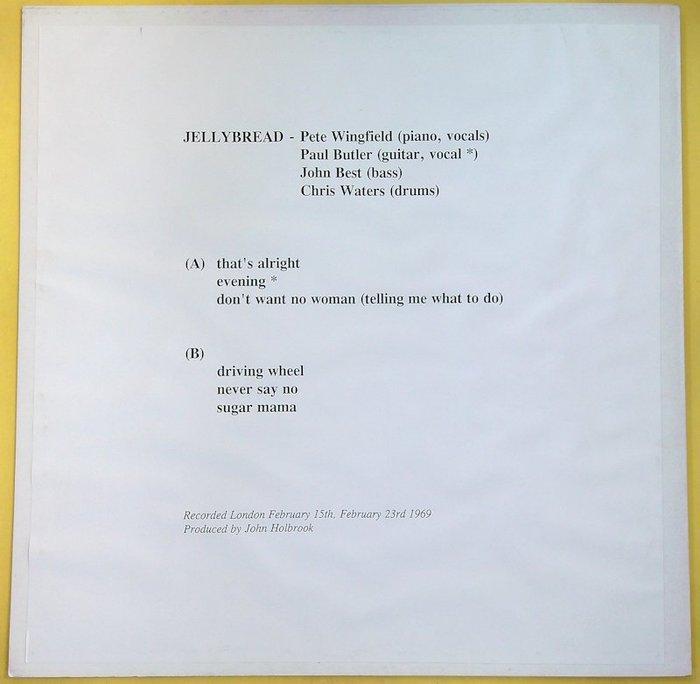 JELLYBREAD - Pete Wingfield (piano, vocals)
Paul Butler (guitar, vocal *)
John Best (bass)
Chris Waters (drums)
(A) that's alright
evening *
don't want no woman (telling me what to do)
(B)
driving wheel
never say no
sugar mama
Recorded London February 15th, February 23rd 1969
Produced by John Holbrook